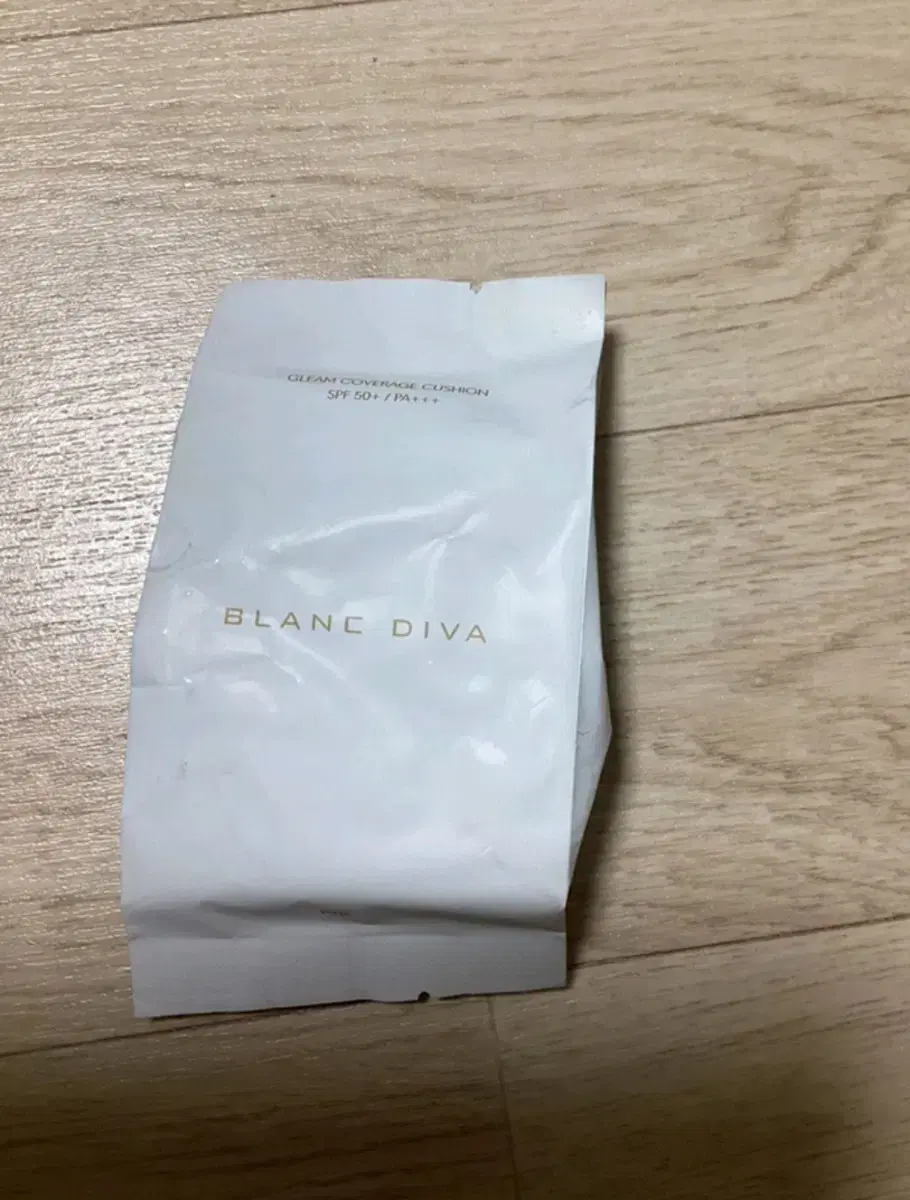 GLEAM COVERAGE CUSHION
SPF 50+ / PA+++
BLANC DIVA